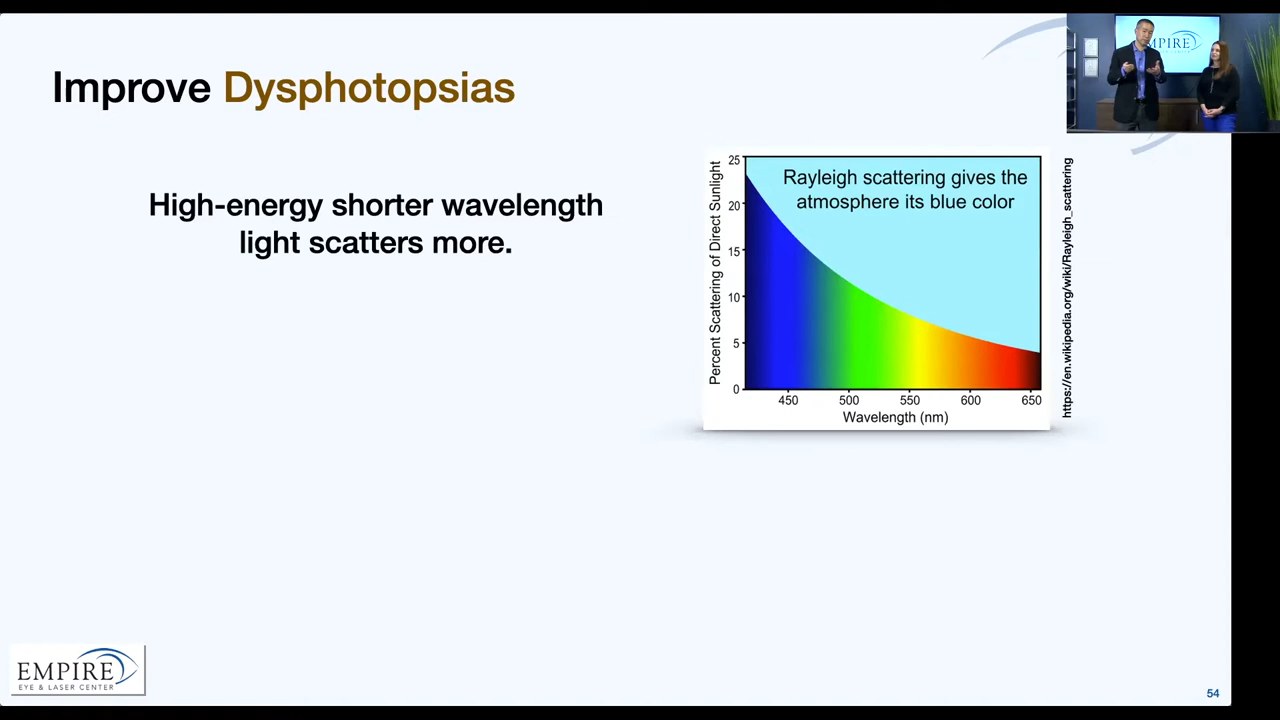 Improve Dysphotopsias
High-energy shorter wavelength
light scatters more.
Percent Scattering of Direct Sunlight
25
20
15
10
5
0
Rayleigh scattering gives the
atmosphere its blue color
450 500 550 600 650
Wavelength (nm)
https://en.wikipedia.org/wiki/Rayleigh_scattering
EMPIRE
EYE & LASER CENTER
54